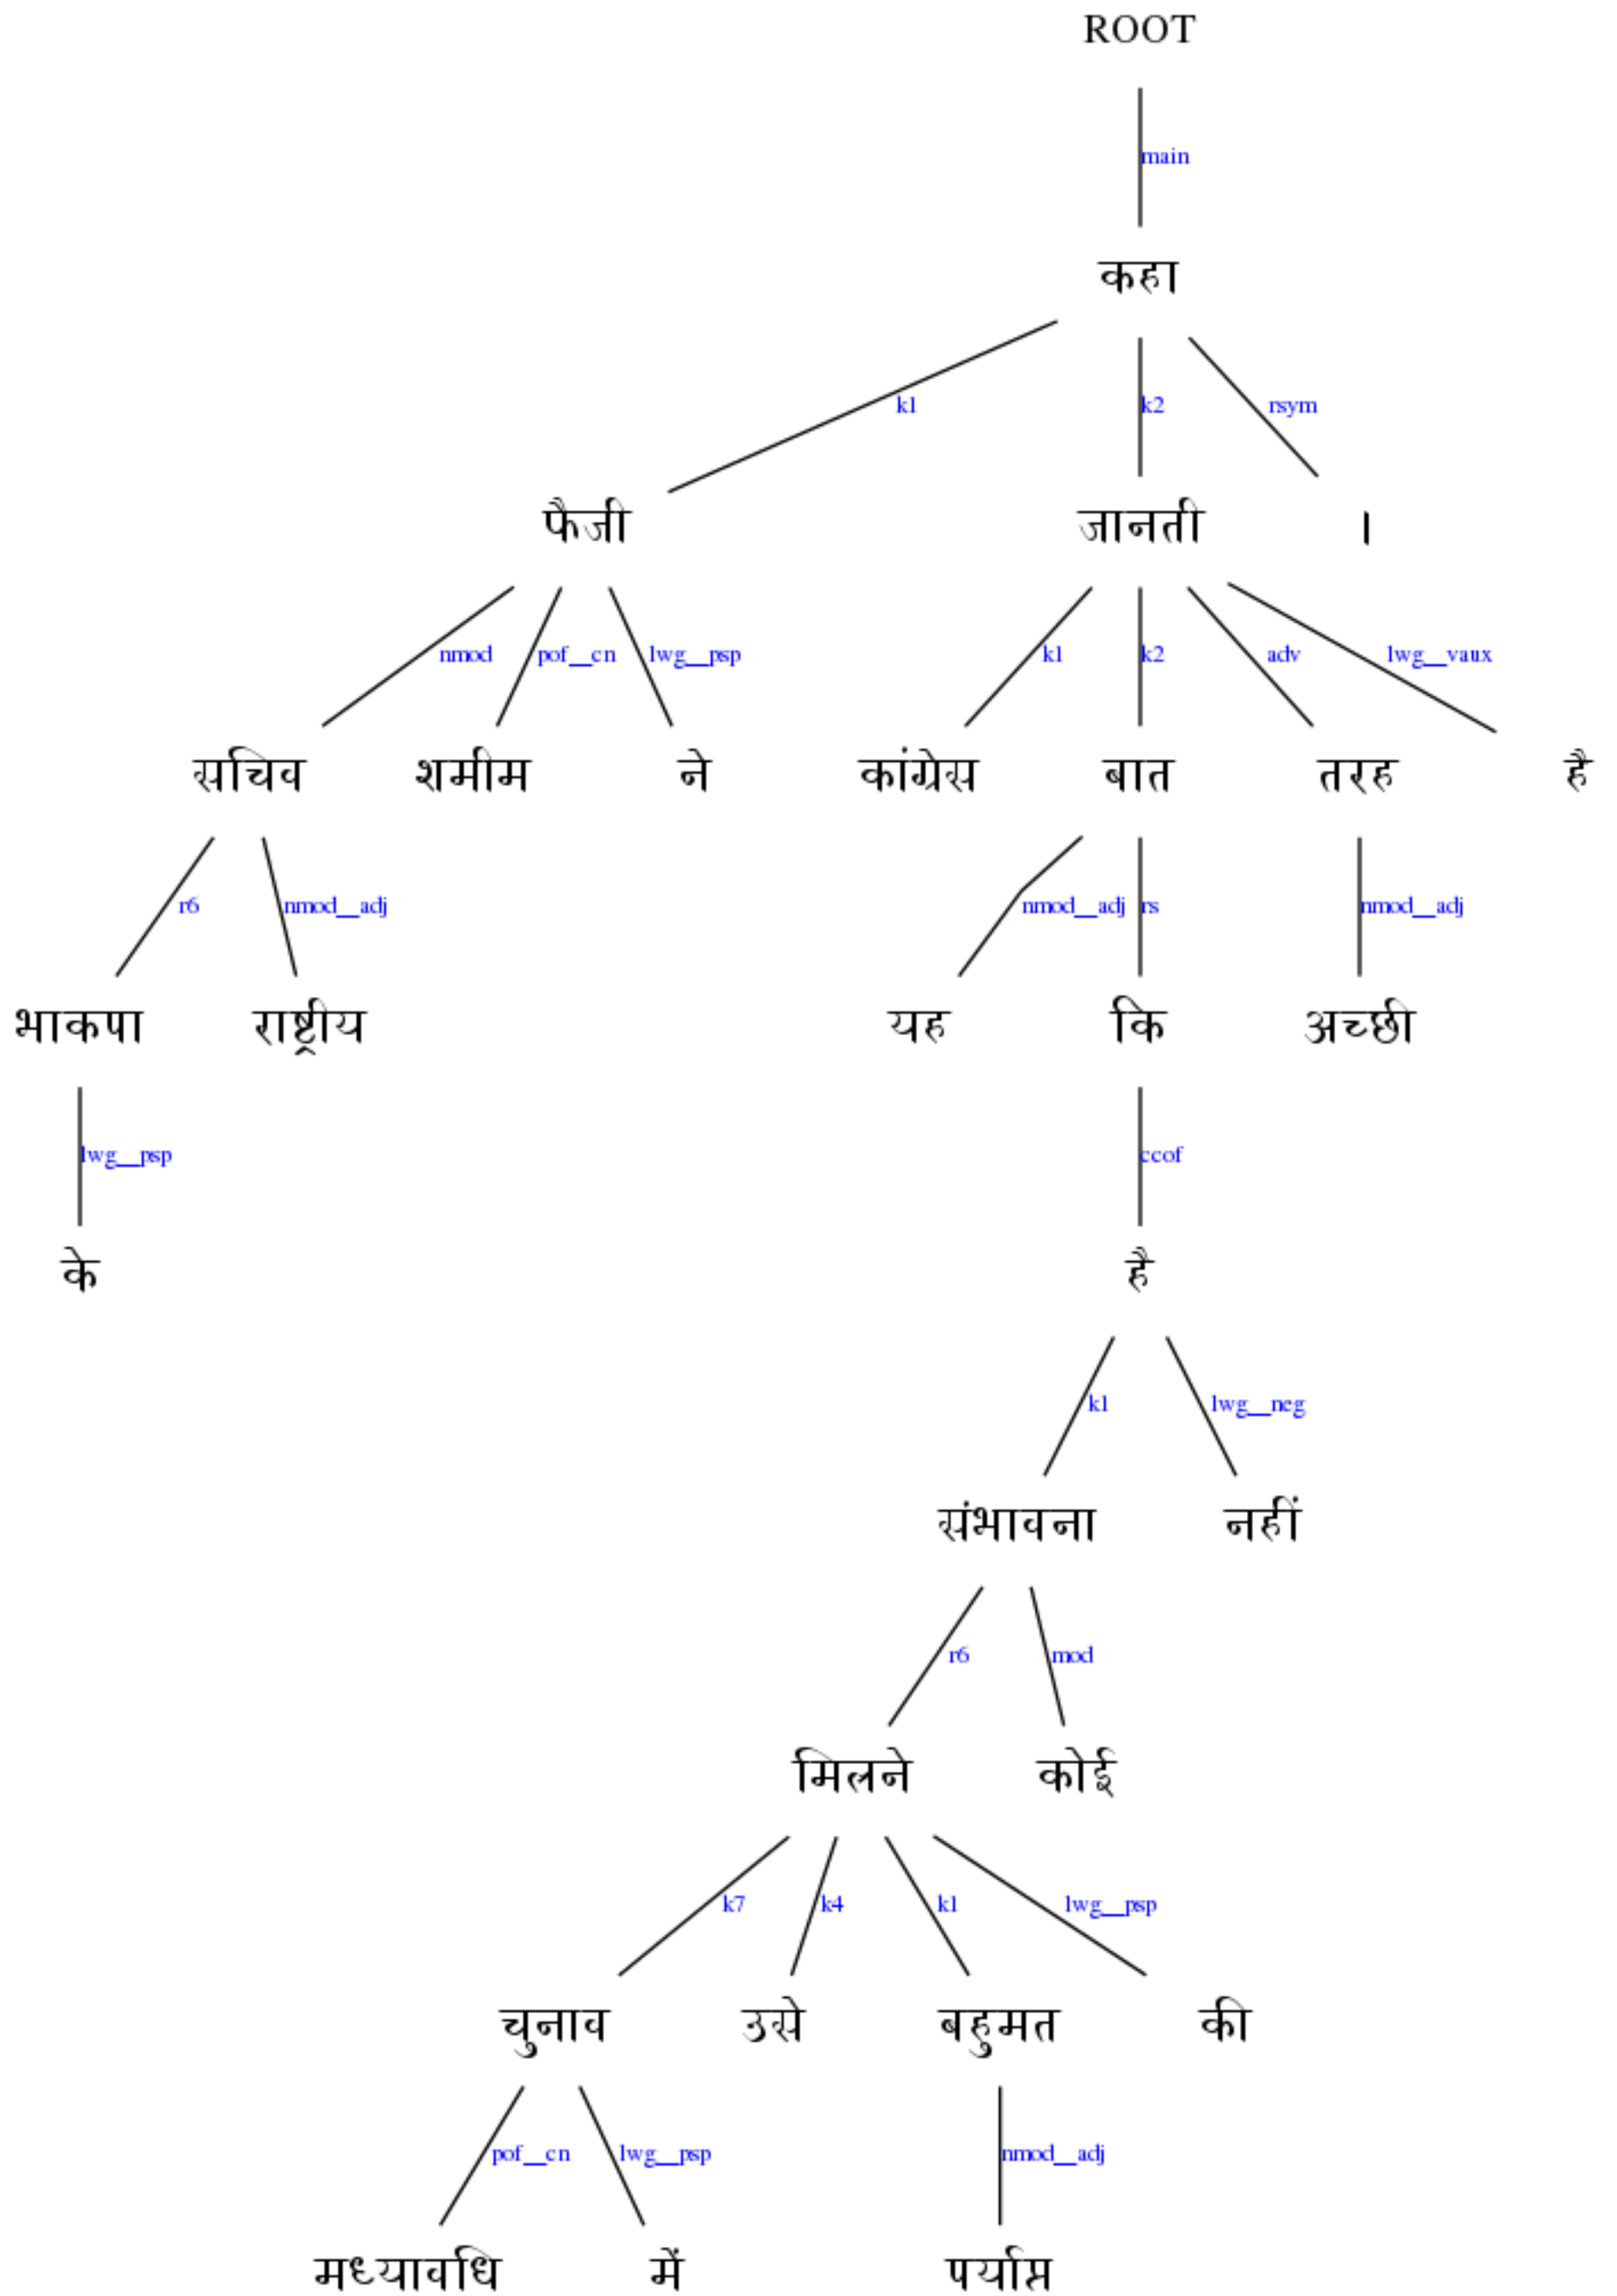 ROOT
main
कहा
k1 k2 rsym
फैजी जानती ।
nmod pof__cn lwg__psp k1 k2 adv lwg__vaux
सचिव शमीम ने कांग्रेस बात तरह है
r6 nmod__adj nmod__adj rs nmod__adj
भाकपा राष्ट्रीय यह कि अच्छी
lwg__psp ccof
के है
k1 lwg__neg
संभावना नहीं
r6 mod
मिलने कोई
k7 k4 k1 lwg__psp
चुनाव उसे बहुमत की
pof__cn lwg__psp nmod__adj
मध्यावधि में पर्याप्त